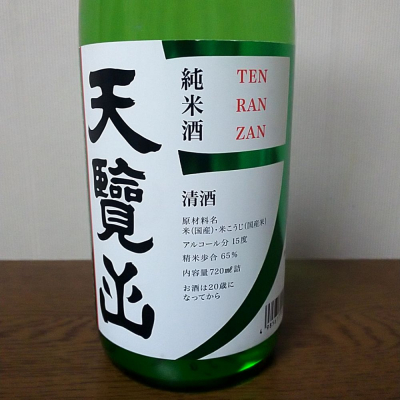 天覽山
純米酒
TEN
RAN
ZAN
清酒
原材料名
米(国産)・米こうじ(国産米)
アルコール分 15度
精米歩合 65%
内容量720㎖詰
お酒は20歳に
なってから